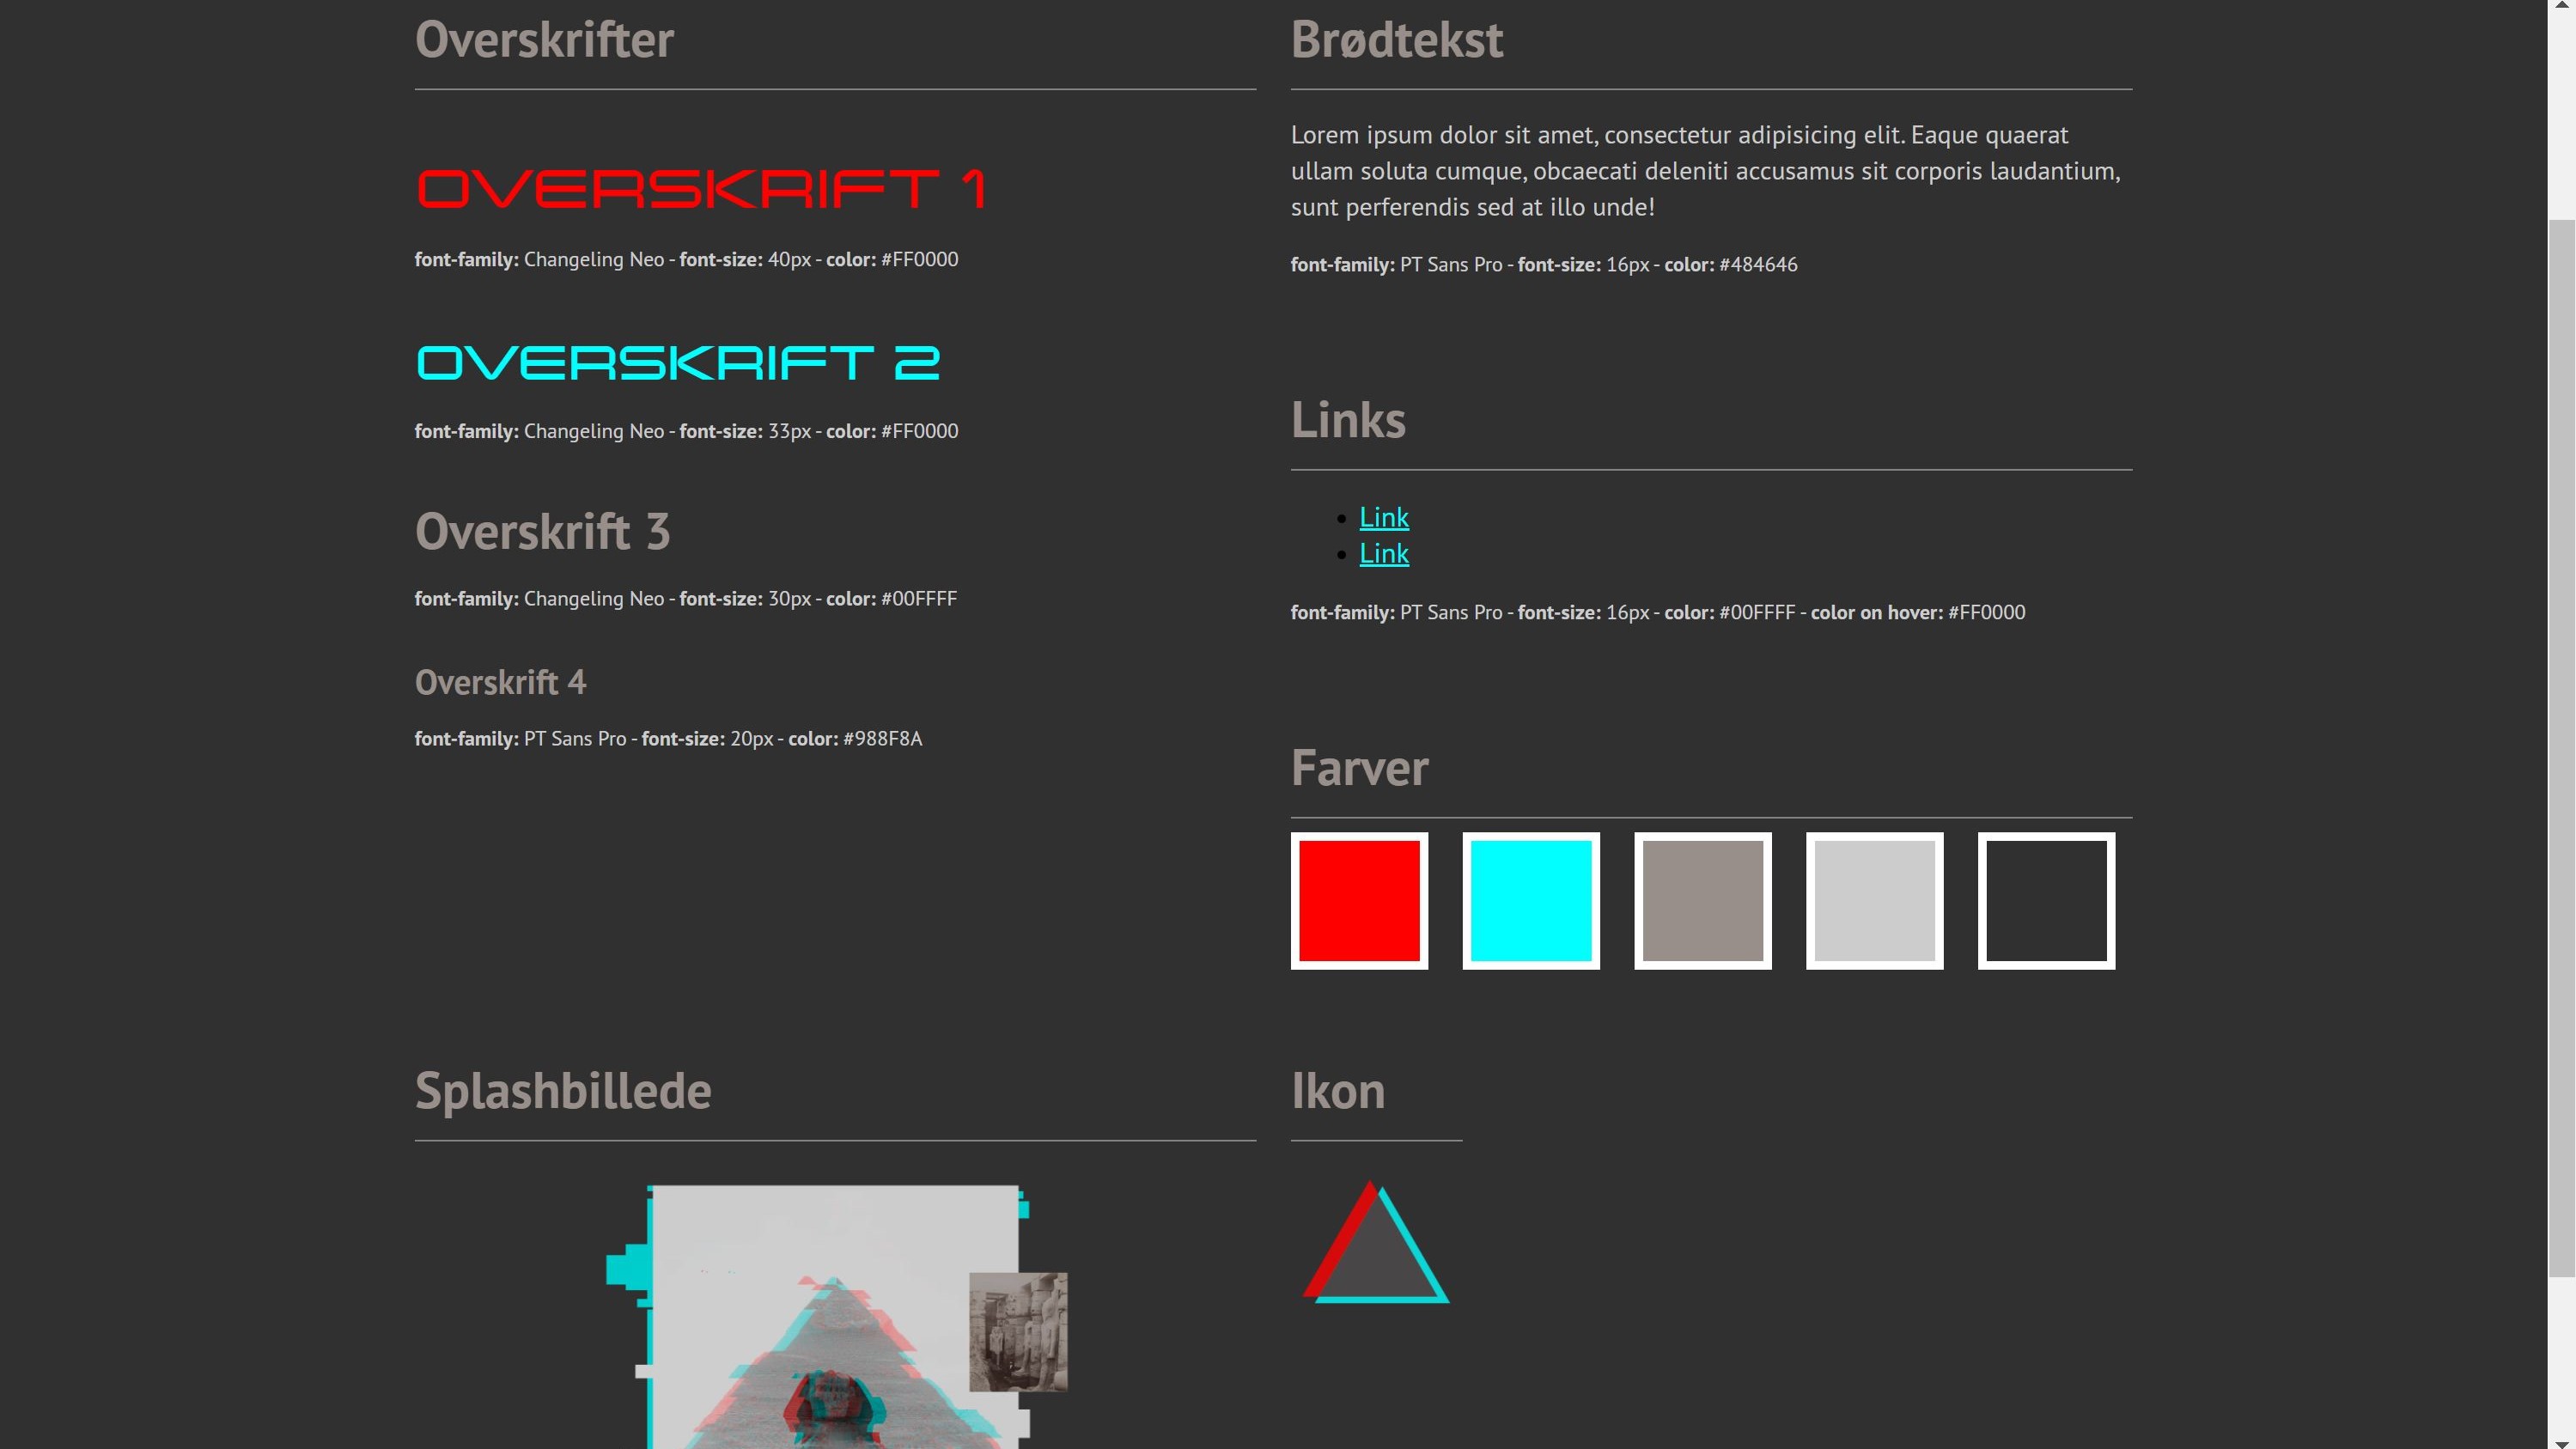 Overskrifter
OVERSKRIFT 1
font-family: Changeling Neo - font-size: 40px - color: #FF0000
OVERSKRIFT 2
font-family: Changeling Neo - font-size: 33px - color: #FF0000
Overskrift 3
font-family: Changeling Neo - font-size: 30px - color: #00FFFF
Overskrift 4
font-family: PT Sans Pro - font-size: 20px - color: #988F8A
Brødtekst
Lorem ipsum dolor sit amet, consectetur adipisicing elit. Eaque quaerat
ullam soluta cumque, obcaecati deleniti accusamus sit corporis laudantium,
sunt perferendis sed at illo unde!
font-family: PT Sans Pro - font-size: 16px - color: #484646
Links
Link
Link
font-family: PT Sans Pro - font-size: 16px - color: #00FFFF - color on hover: #FF0000
Farver
Splashbillede
Ikon